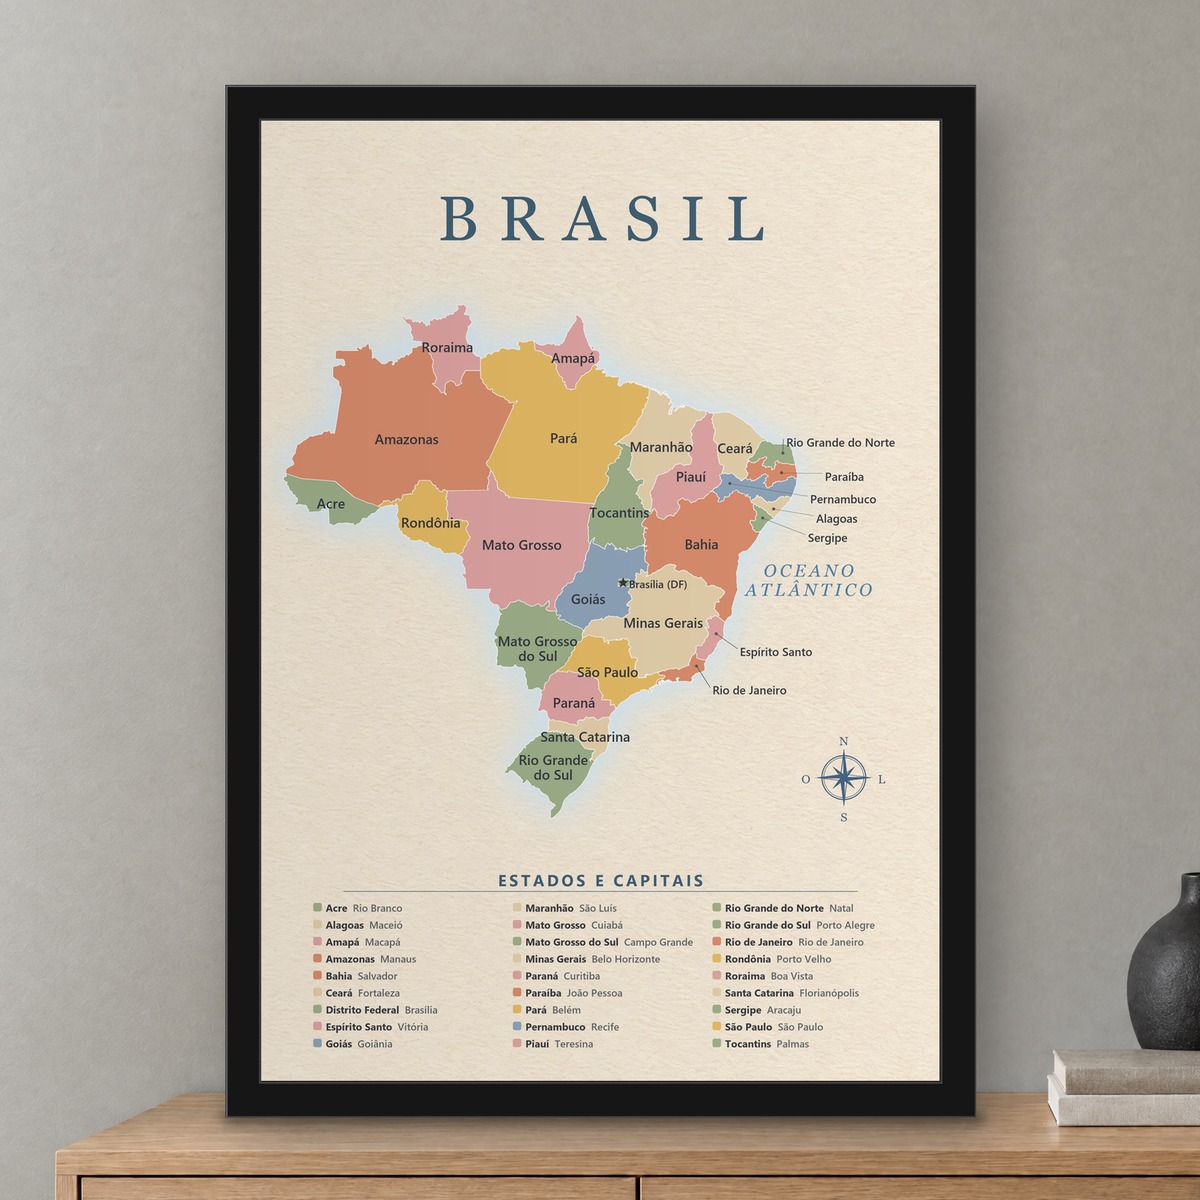 BRASIL
Roraima
Amapá
Amazonas
Pará
Maranhão
Ceará
Rio Grande do Norte
Piauí
Paraíba
Pernambuco
Acre
Rondônia
Tocantins
Alagoas
Mato Grosso
Bahia
Sergipe
OCEANO
ATLÂNTICO
Brasília (DF)
Goiás
Minas Gerais
Mato Grosso
do Sul
Espírito Santo
São Paulo
Rio de Janeiro
Paraná
Santa Catarina
Rio Grande
do Sul
N
O
L
S
ESTADOS E CAPITAIS
Acre Rio Branco
Alagoas Maceió
Amapá Macapá
Amazonas Manaus
Bahia Salvador
Ceará Fortaleza
Distrito Federal Brasília
Espírito Santo Vitória
Goiás Goiânia
Maranhão São Luís
Mato Grosso Cuiabá
Mato Grosso do Sul Campo Grande
Minas Gerais Belo Horizonte
Paraná Curitiba
Paraíba João Pessoa
Pará Belém
Pernambuco Recife
Piauí Teresina
Rio Grande do Norte Natal
Rio Grande do Sul Porto Alegre
Rio de Janeiro Rio de Janeiro
Rondônia Porto Velho
Roraima Boa Vista
Santa Catarina Florianópolis
Sergipe Aracaju
São Paulo São Paulo
Tocantins Palmas